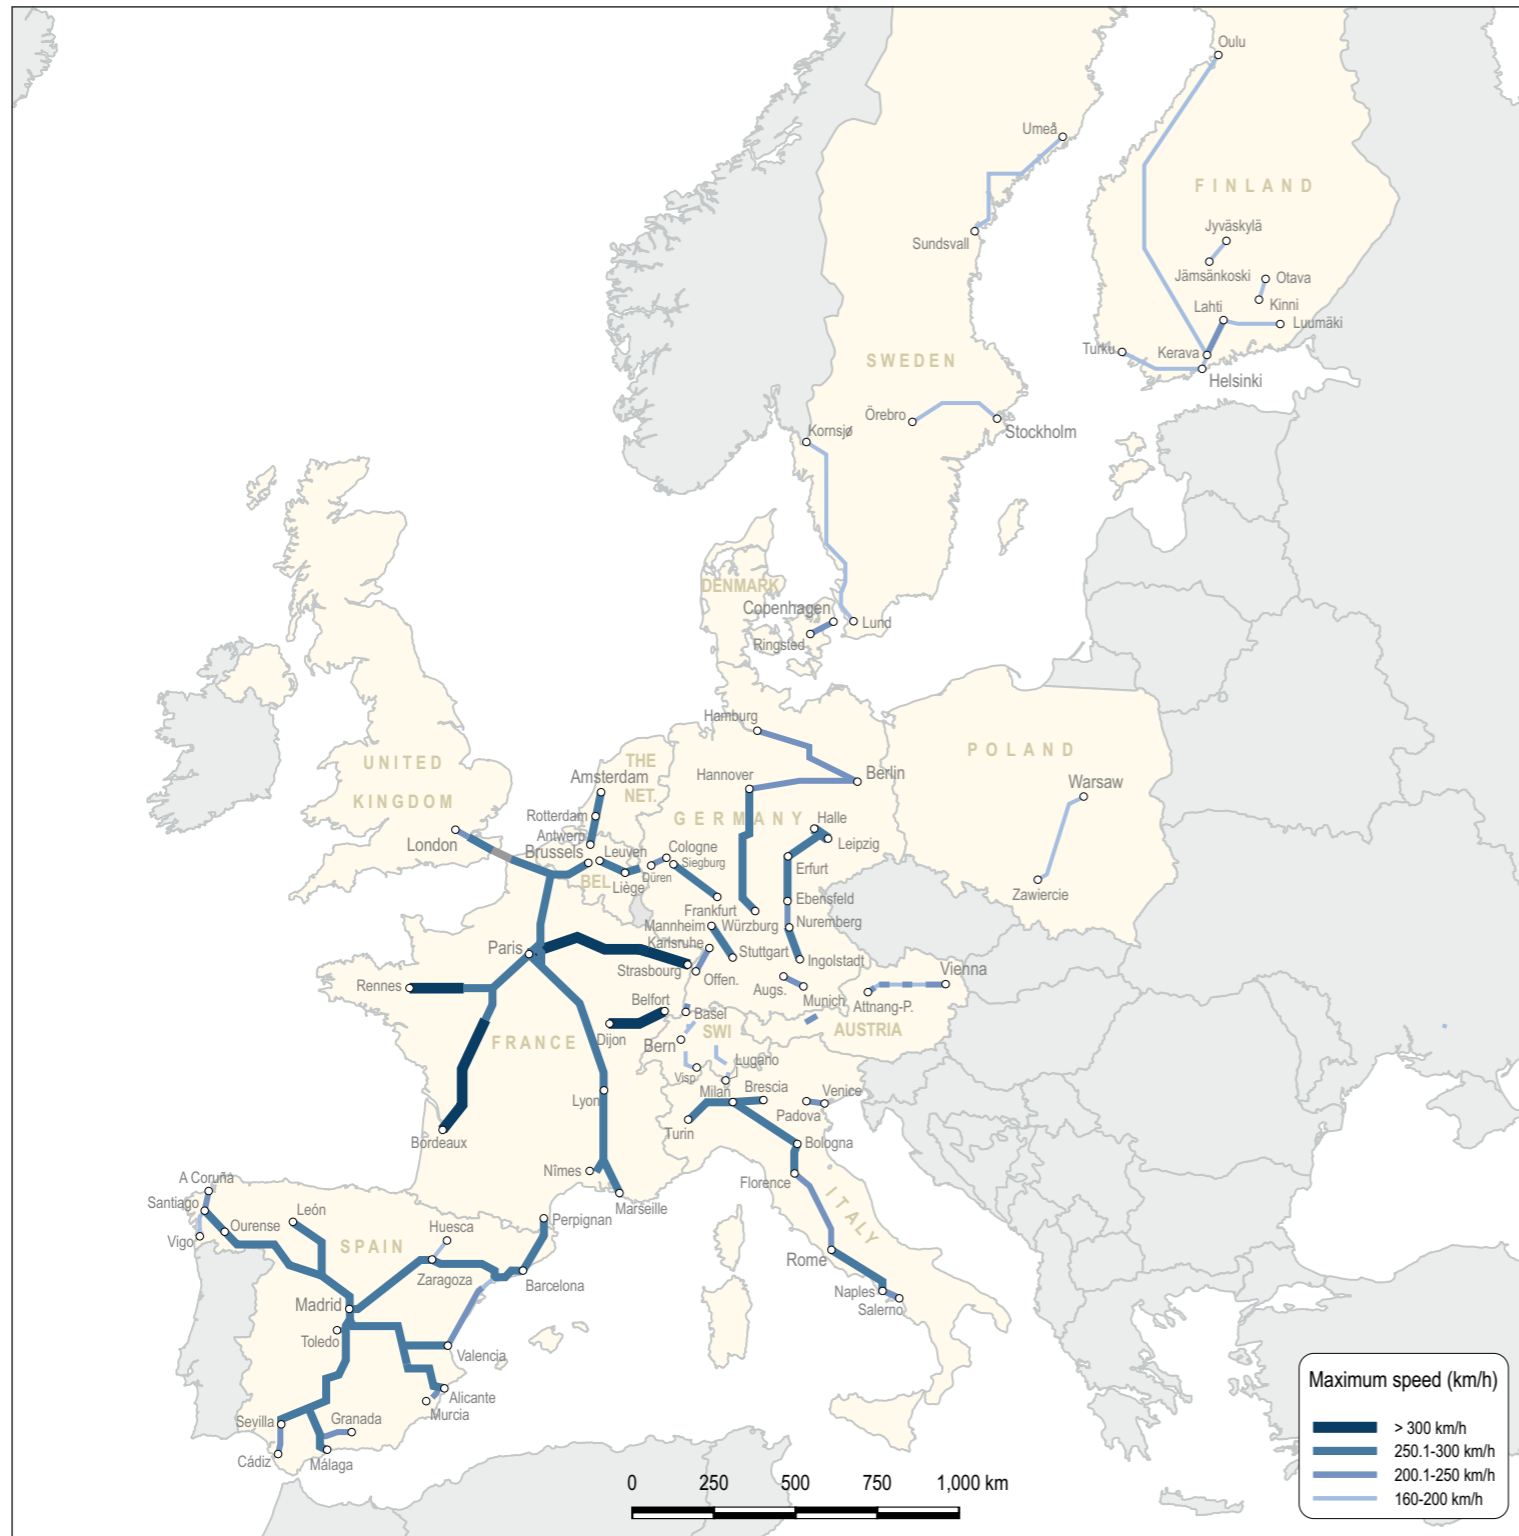 Oulu
Umeå
FINLAND
Jyväskylä
Sundsvall
Jämsänkoski
Otava
Kinni
Lahti
Luumäki
Turku
Kerava
Helsinki
SWEDEN
Örebro
Stockholm
Kornsjø
DENMARK
Copenhagen
Lund
Ringsted
Hamburg
POLAND
UNITED
KINGDOM
THE
NET.
Amsterdam
Hannover
Berlin
Warsaw
Rotterdam
GERMANY
Halle
Antwerp
London
Brussels
Leuven
Cologne
Siegburg
Leipzig
Düren
Erfurt
BEL.
Liège
Zawiercie
Ebensfeld
Frankfurt
Mannheim
Würzburg
Nuremberg
Paris
Karlsruhe
Stuttgart
Ingolstadt
Strasbourg
Offen.
Vienna
Rennes
Augs.
Munich
Attnang-P.
Belfort
Basel
SWI
AUSTRIA
FRANCE
Dijon
Bern
Lugano
Visp
Milan
Brescia
Venice
Lyon
Padova
Turin
Bordeaux
Bologna
Nîmes
Florence
A Coruña
Santiago
León
Marseille
ITALY
Ourense
Huesca
Perpignan
Vigo
SPAIN
Rome
Zaragoza
Barcelona
Naples
Madrid
Salerno
Toledo
Valencia
Alicante
Murcia
Sevilla
Granada
Cádiz
Málaga
0 250 500 750 1,000 km
Maximum speed (km/h)
> 300 km/h
250.1-300 km/h
200.1-250 km/h
160-200 km/h